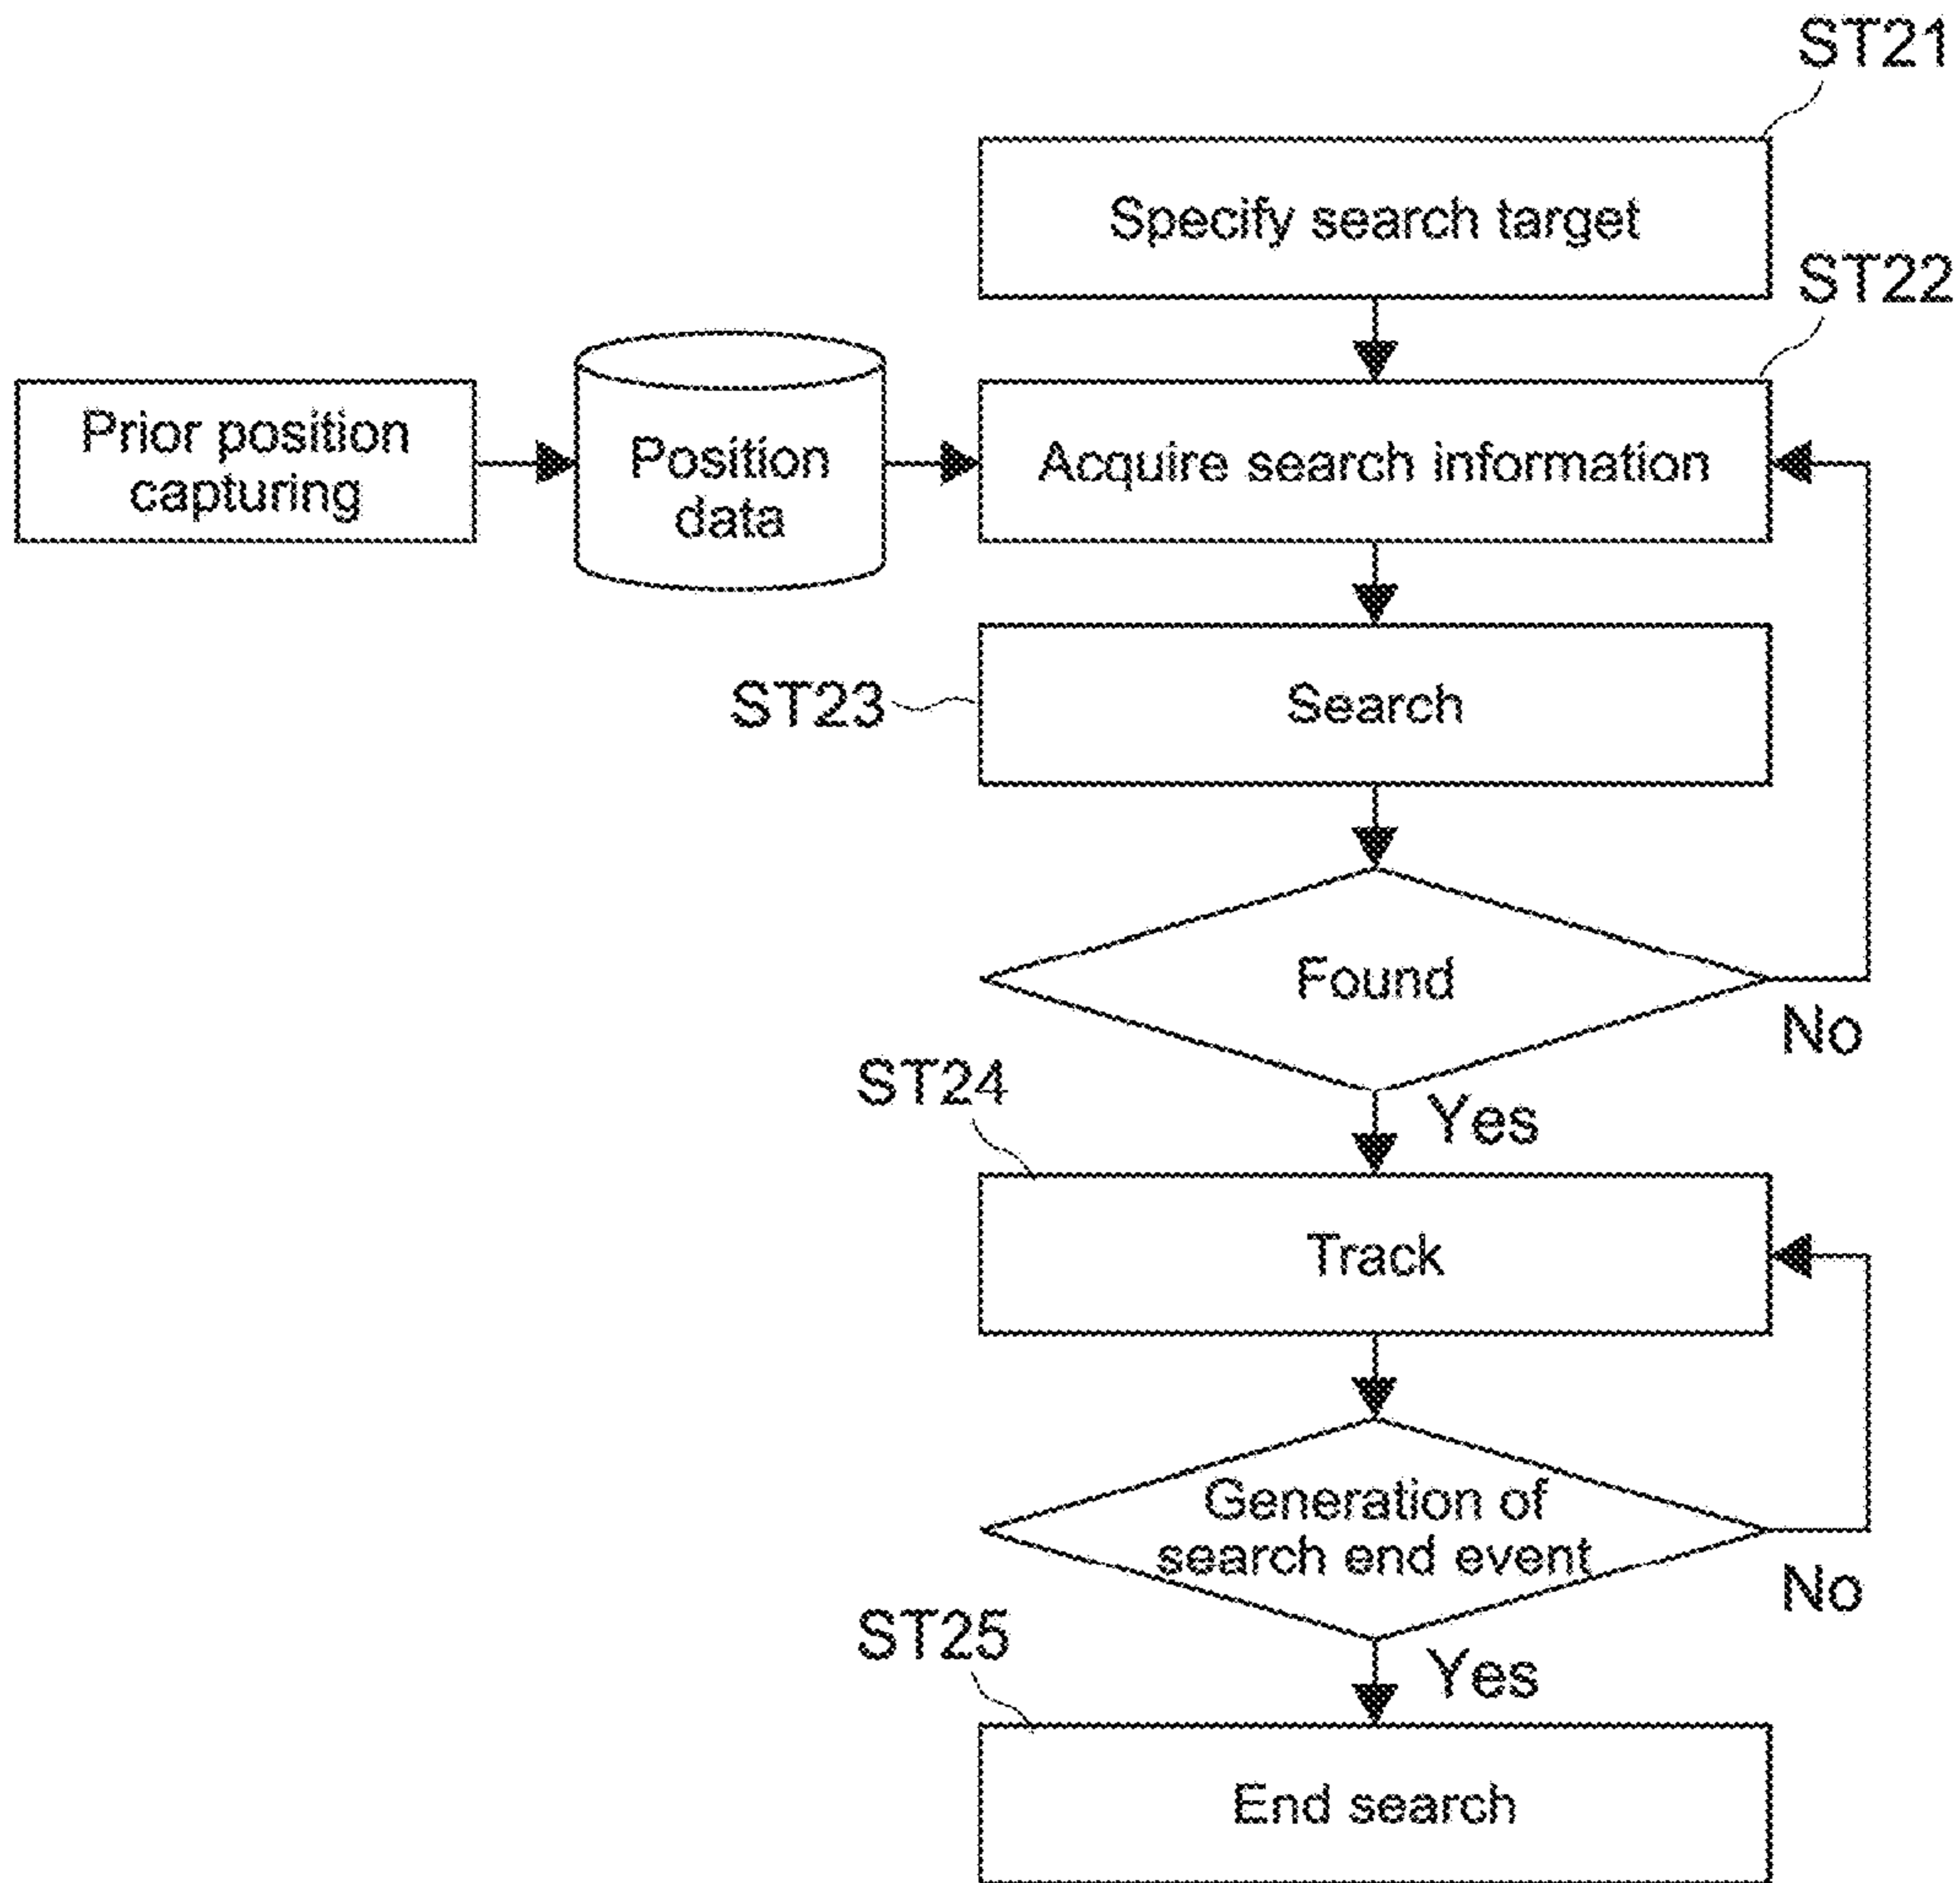 ST21
Specify search target
ST22
Prior position
capturing
Position
data
Acquire search information
ST23
Search
Found
No
ST24
Yes
Track
Generation of
search end event
No
ST25
Yes
End search